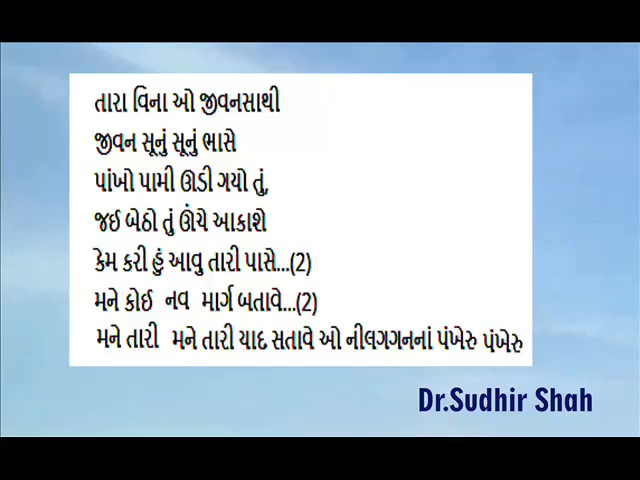 તારા વિના ઓ જીવનસાથી
જીવન સૂનું સૂનું ભાસે
પાંખો પામી ઊડી ગયો તું,
જઈ બેઠો તું ઊંચે આકાશે
કેમ કરી હું આવુ તારી પાસે...(2)
મને કોઈ નવ માર્ગ બતાવે...(2)
મને તારી મને તારી યાદ સતાવે ઓ નીલગગનનાં પંખેરુ પંખેરુ
Dr.Sudhir Shah